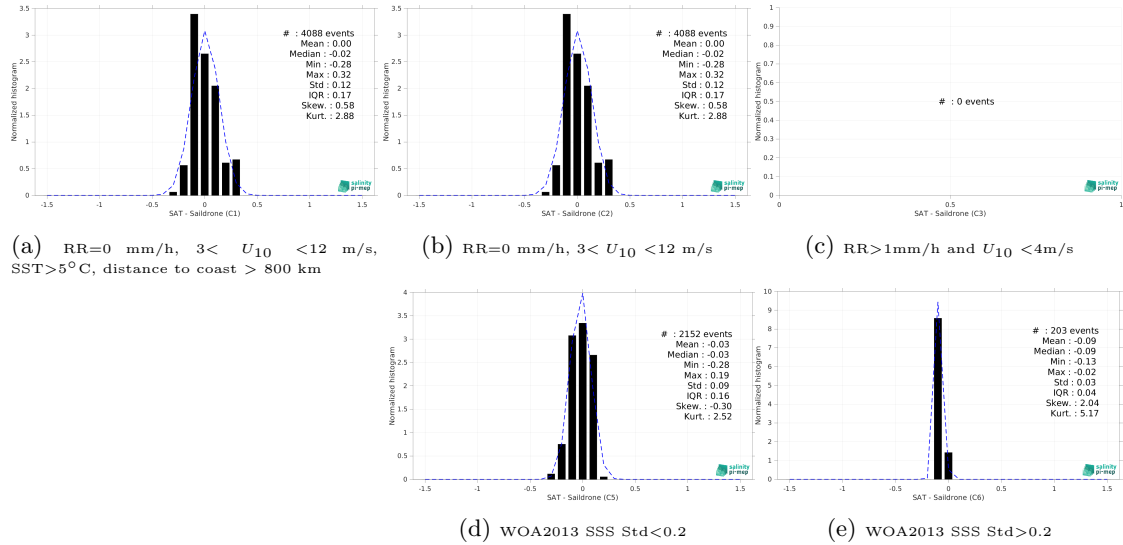 3.5
3
2.5
2
1.5
1
0.5
0
Normalized histogram
# : 4088 events
Mean : 0.00
Median : -0.02
Min : -0.28
Max : 0.32
Std : 0.12
IQR : 0.17
Skew. : 0.58
Kurt. : 2.88
salinity
pi-mep
-1.5 -1 -0.5 0 0.5 1 1.5
SAT - Saildrone (C1)
(a) RR=0 mm/h, 3< U10 <12 m/s,
SST>5°C, distance to coast > 800 km
3.5
3
2.5
2
1.5
1
0.5
0
Normalized histogram
# : 4088 events
Mean : 0.00
Median : -0.02
Min : -0.28
Max : 0.32
Std : 0.12
IQR : 0.17
Skew. : 0.58
Kurt. : 2.88
salinity
pi-mep
-1.5 -1 -0.5 0 0.5 1 1.5
SAT - Saildrone (C2)
(b) RR=0 mm/h, 3< U10 <12 m/s
1
0.9
0.8
0.7
0.6
0.5
0.4
0.3
0.2
0.1
0
Normalized histogram
# : 0 events
salinity
pi-mep
0 0.5 1
SAT - Saildrone (C3)
(c) RR>1mm/h and U10 <4m/s
4
3.5
3
2.5
2
1.5
1
0.5
0
Normalized histogram
# : 2152 events
Mean : -0.03
Median : -0.03
Min : -0.28
Max : 0.19
Std : 0.09
IQR : 0.16
Skew. : -0.30
Kurt. : 2.52
salinity
pi-mep
-1.5 -1 -0.5 0 0.5 1 1.5
SAT - Saildrone (C5)
(d) WOA2013 SSS Std<0.2
10
9
8
7
6
5
4
3
2
1
0
Normalized histogram
# : 203 events
Mean : -0.09
Median : -0.09
Min : -0.13
Max : -0.02
Std : 0.03
IQR : 0.04
Skew. : 2.04
Kurt. : 5.17
salinity
pi-mep
-1.5 -1 -0.5 0 0.5 1 1.5
SAT - Saildrone (C6)
(e) WOA2013 SSS Std>0.2